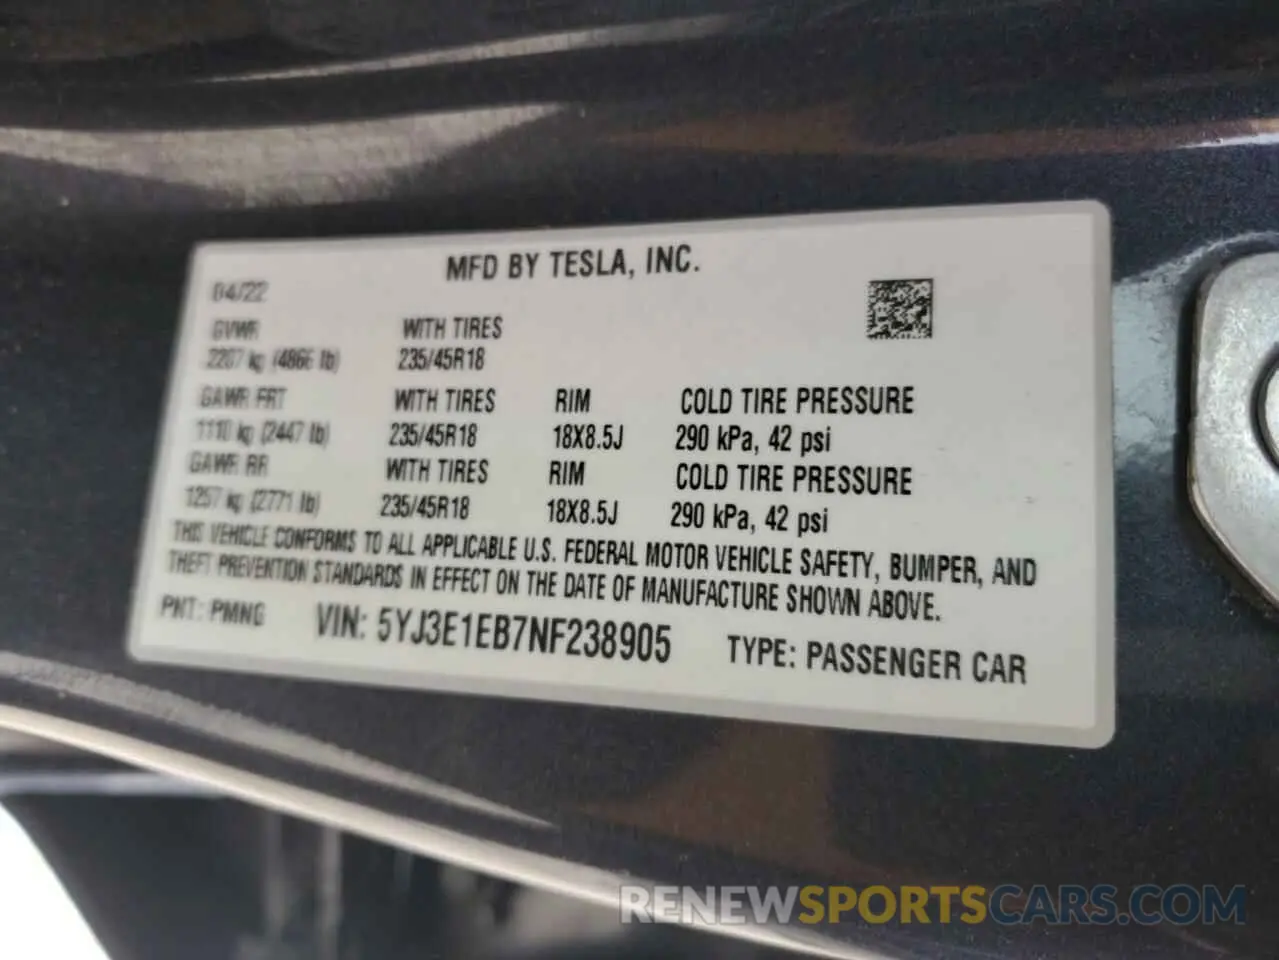 MFD BY TESLA, INC.
04/22
GVWR WITH TIRES
2207 kg (4866 lb) 235/45R18
GAWR FRT WITH TIRES RIM COLD TIRE PRESSURE
1110 kg (2447 lb) 235/45R18 18X8.5J 290 kPa, 42 psi
GAWR RR WITH TIRES RIM COLD TIRE PRESSURE
1257 kg (2771 lb) 235/45R18 18X8.5J 290 kPa, 42 psi
THIS VEHICLE CONFORMS TO ALL APPLICABLE U.S. FEDERAL MOTOR VEHICLE SAFETY, BUMPER, AND
THEFT PREVENTION STANDARDS IN EFFECT ON THE DATE OF MANUFACTURE SHOWN ABOVE.
PNT: PMNG VIN: 5YJ3E1EB7NF238905 TYPE: PASSENGER CAR
RENEWSPORTSCARS.COM